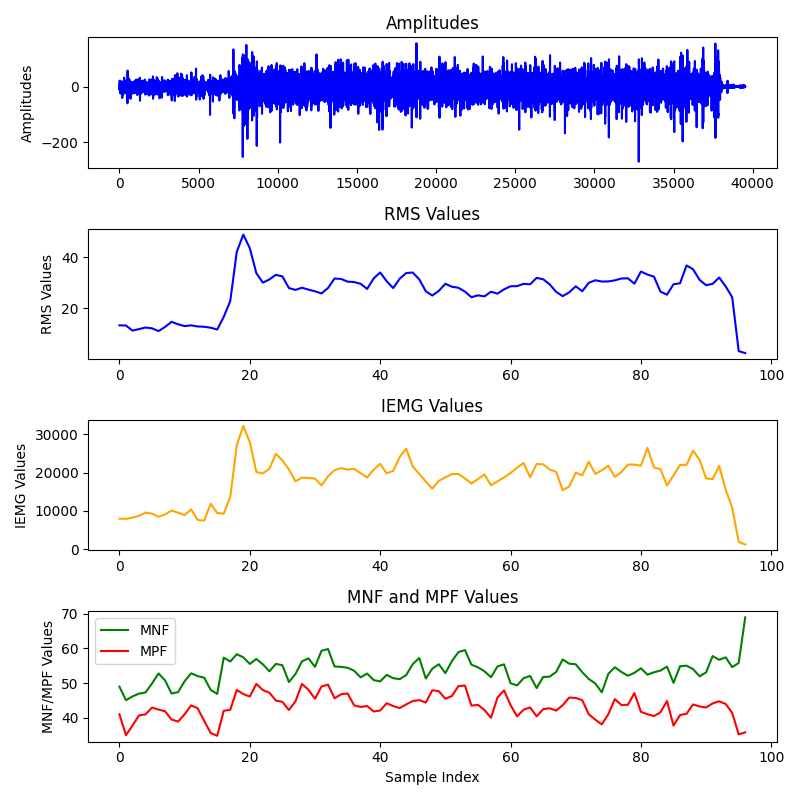 Amplitudes
Amplitudes
0
−200
0 5000 10000 15000 20000 25000 30000 35000 40000
RMS Values
RMS Values
40
20
0 20 40 60 80 100
IEMG Values
IEMG Values
30000
20000
10000
0
0 20 40 60 80 100
MNF and MPF Values
MNF/MPF Values
70
60
50
40
MNF
MPF
0 20 40 60 80 100
Sample Index